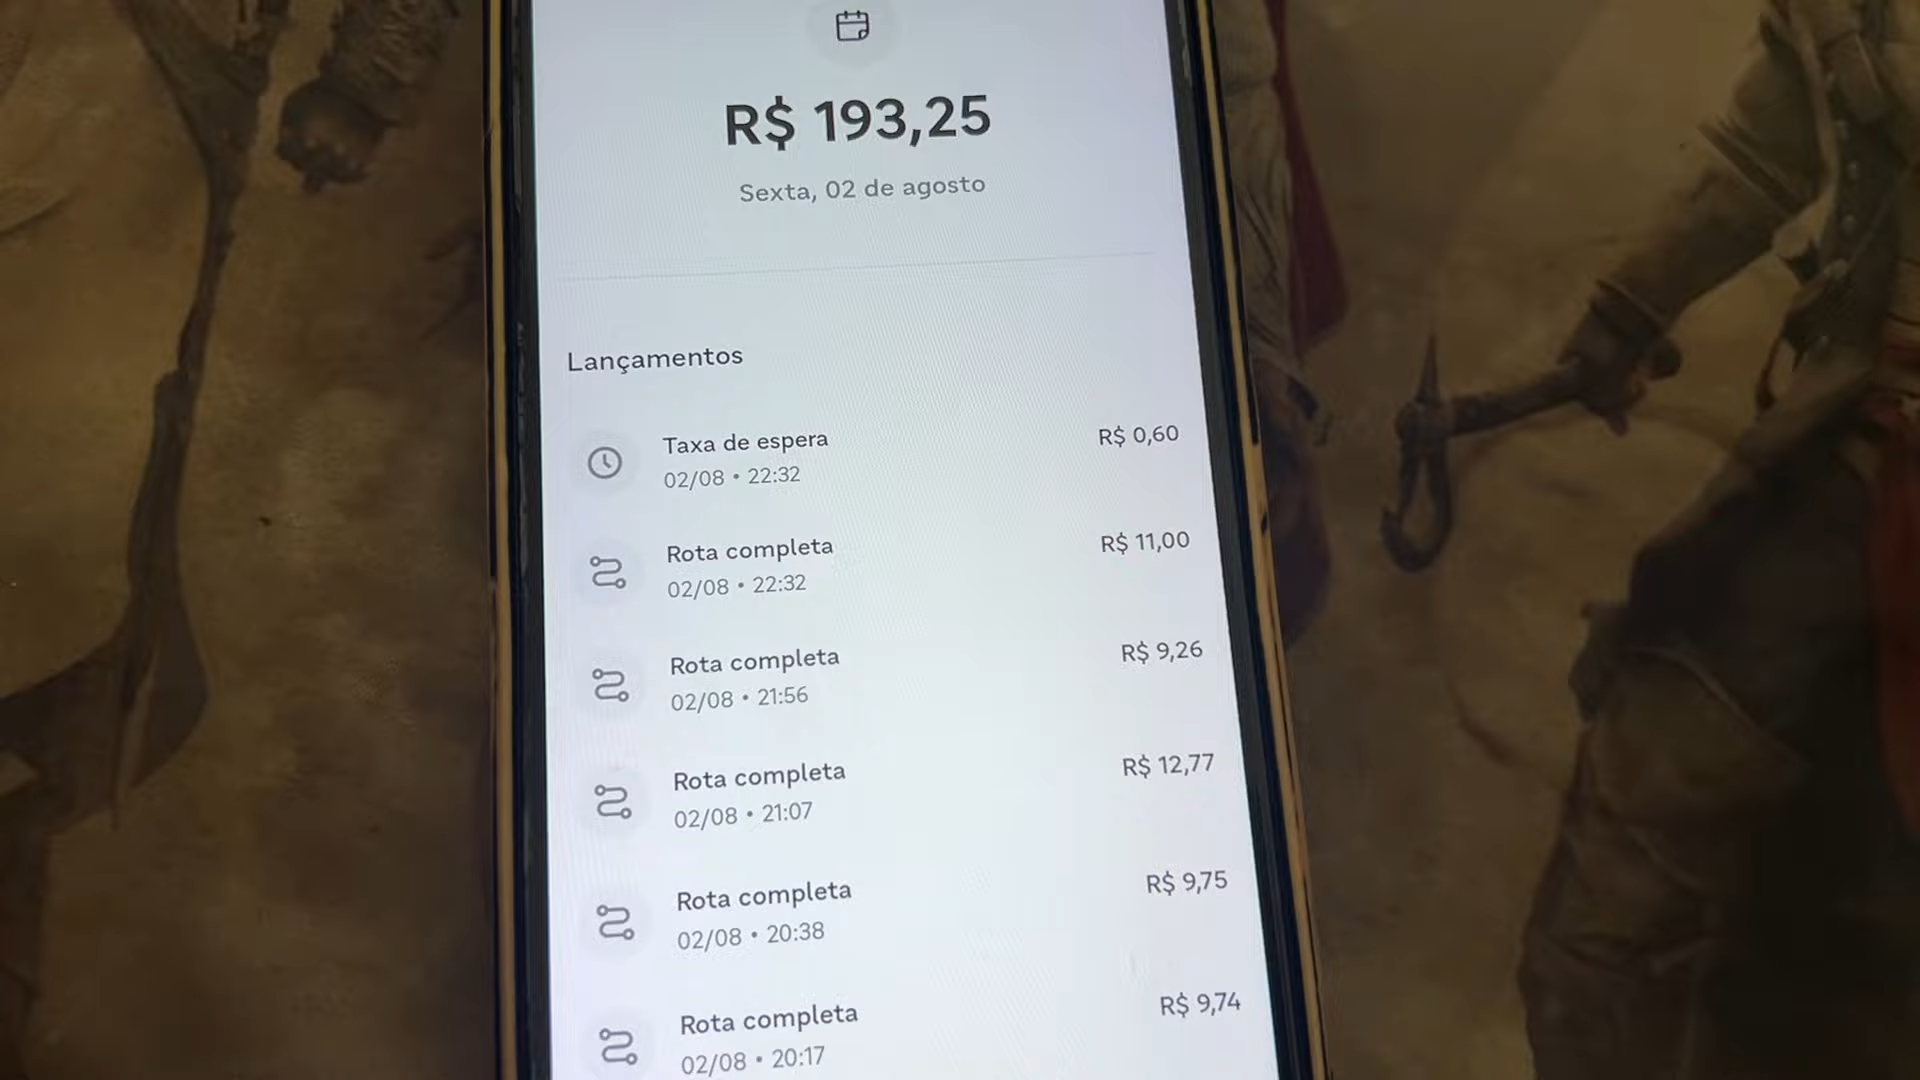 R$ 193,25
Sexta, 02 de agosto
Lançamentos
Taxa de espera R$ 0,60
02/08 • 22:32
Rota completa R$ 11,00
02/08 • 22:32
Rota completa R$ 9,26
02/08 • 21:56
Rota completa R$ 12,77
02/08 • 21:07
Rota completa R$ 9,75
02/08 • 20:38
Rota completa R$ 9,74
02/08 • 20:17